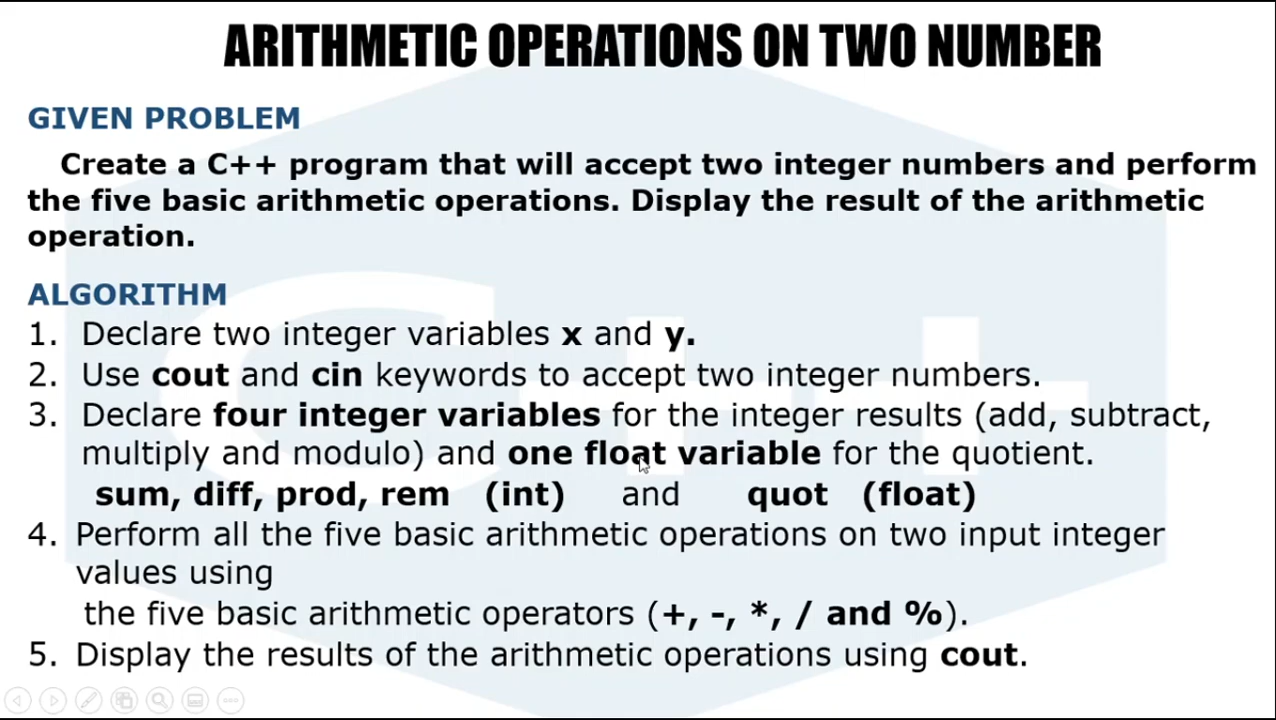 ARITHMETIC OPERATIONS ON TWO NUMBER
GIVEN PROBLEM
Create a C++ program that will accept two integer numbers and perform
the five basic arithmetic operations. Display the result of the arithmetic
operation.
ALGORITHM
1. Declare two integer variables x and y.
2. Use cout and cin keywords to accept two integer numbers.
3. Declare four integer variables for the integer results (add, subtract,
multiply and modulo) and one float variable for the quotient.
sum, diff, prod, rem (int) and quot (float)
4. Perform all the five basic arithmetic operations on two input integer
values using
the five basic arithmetic operators (+, -, *, / and %).
5. Display the results of the arithmetic operations using cout.